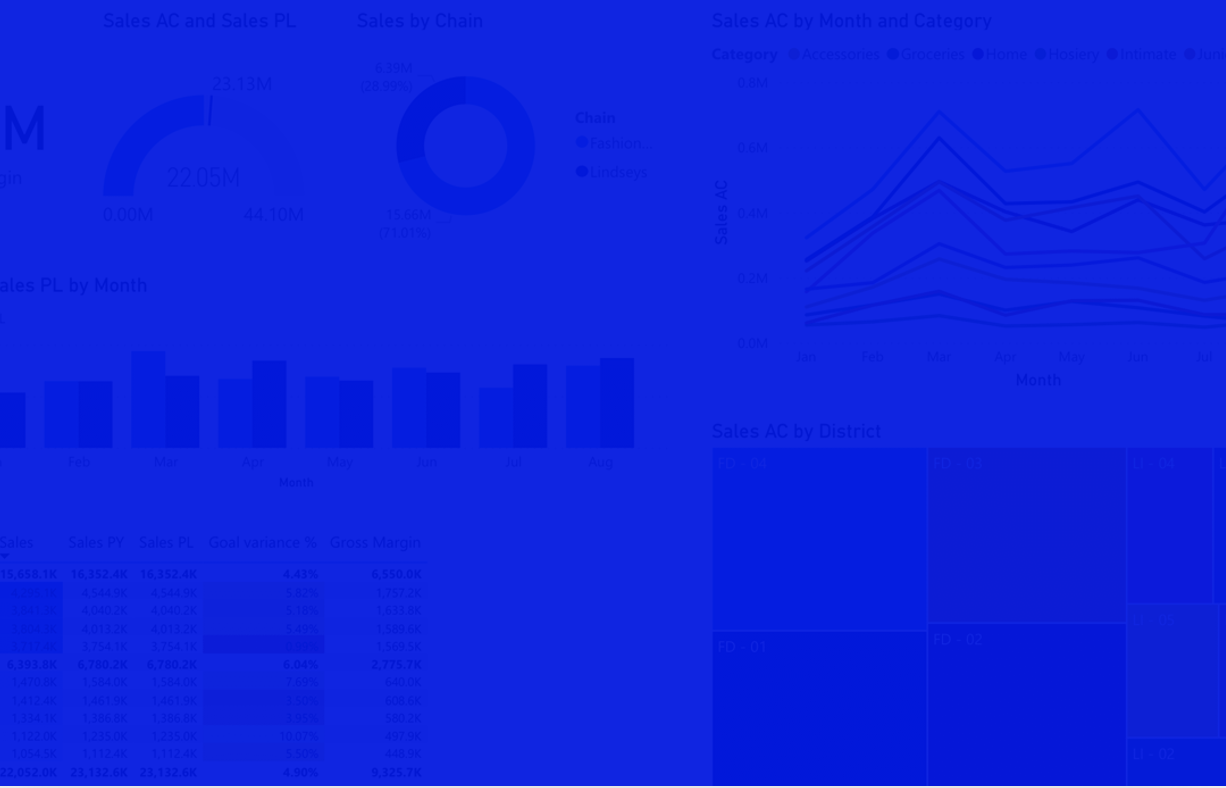 Sales AC and Sales PL
23.13M
22.05M
0.00M 44.10M
M
gin
Sales by Chain
6.39M
(28.99%)
15.66M
(71.01%)
Chain
Fashion...
Lindseys
Sales AC by Month and Category
Category Accessories Groceries Home Hosiery Intimate Juni
Sales AC
0.8M
0.6M
0.4M
0.2M
0.0M
Jan Feb Mar Apr May Jun Jul
Month
ales PL by Month
Feb Mar Apr May Jun Jul Aug
Month
Sales AC by District
FD - 04
FD - 03
LI - 04
FD - 01
FD - 02
LI - 02
Sales Sales PY Sales PL Goal variance % Gross Margin
15,658.1K 16,352.4K 16,352.4K 4.43% 6,550.0K
4,544.9K 4,544.9K 5.82% 1,757.2K
4,040.2K 4,040.2K 5.18% 1,633.8K
4,013.2K 4,013.2K 5.49% 1,589.6K
3,754.1K 3,754.1K 1,569.5K
6,393.8K 6,780.2K 6,780.2K 6.04% 2,775.7K
1,470.8K 1,584.0K 1,584.0K 7.69% 640.0K
1,412.4K 1,461.9K 1,461.9K 3.50% 608.6K
1,334.1K 1,386.8K 1,386.8K 3.95% 580.2K
1,122.0K 1,235.0K 1,235.0K 10.07% 497.9K
1,054.5K 1,112.4K 1,112.4K 5.50% 448.9K
22,052.0K 23,132.6K 23,132.6K 4.90% 9,325.7K